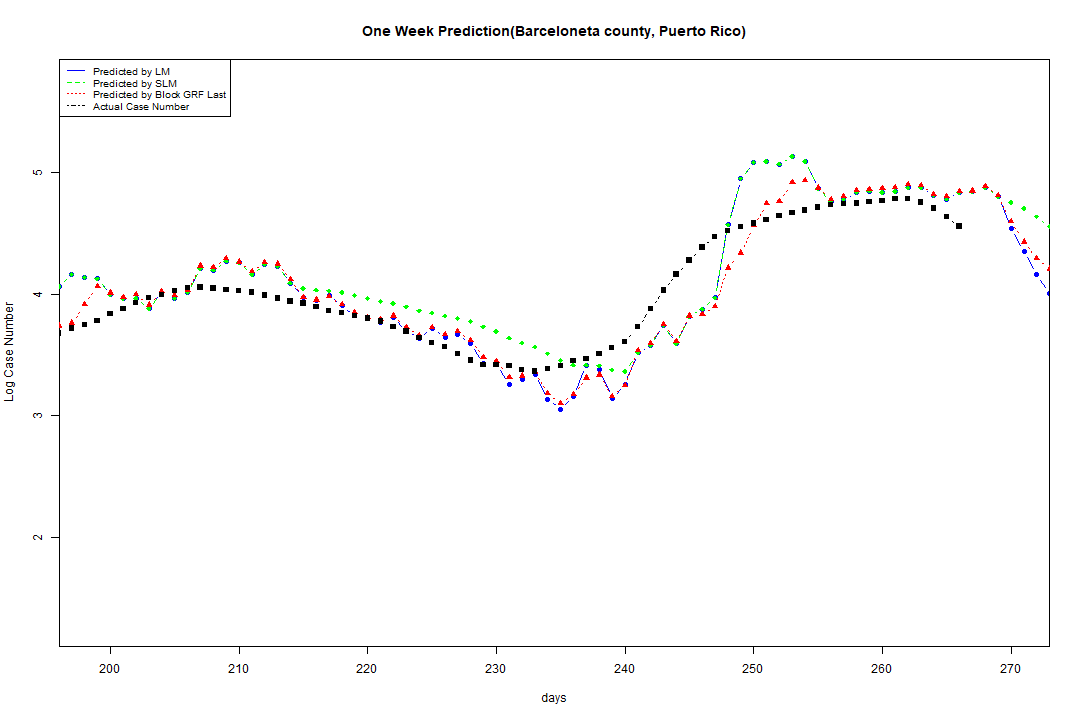 One Week Prediction(Barceloneta county, Puerto Rico)
Predicted by LM
Predicted by SLM
Predicted by Block GRF Last
Actual Case Number
5
4
3
2
Log Case Number
200 210 220 230 240 250 260 270
days